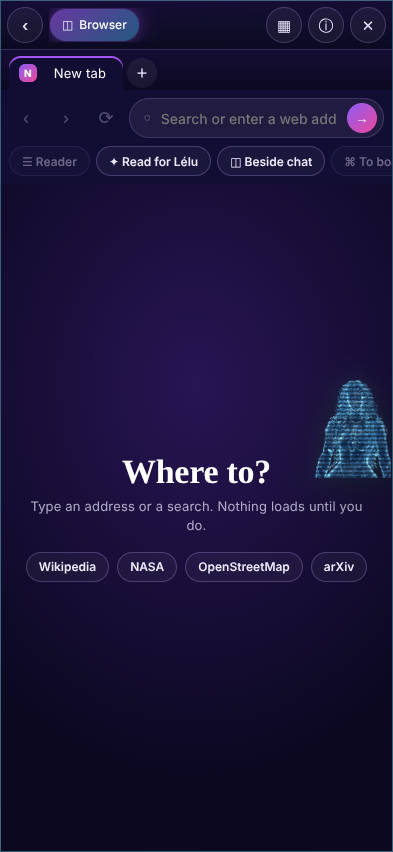 Browser
N New tab +
Search or enter a web add
Reader Read for Lélu Beside chat ⌘ To bo
Where to?
Type an address or a search. Nothing loads until you
do.
Wikipedia NASA OpenStreetMap arXiv